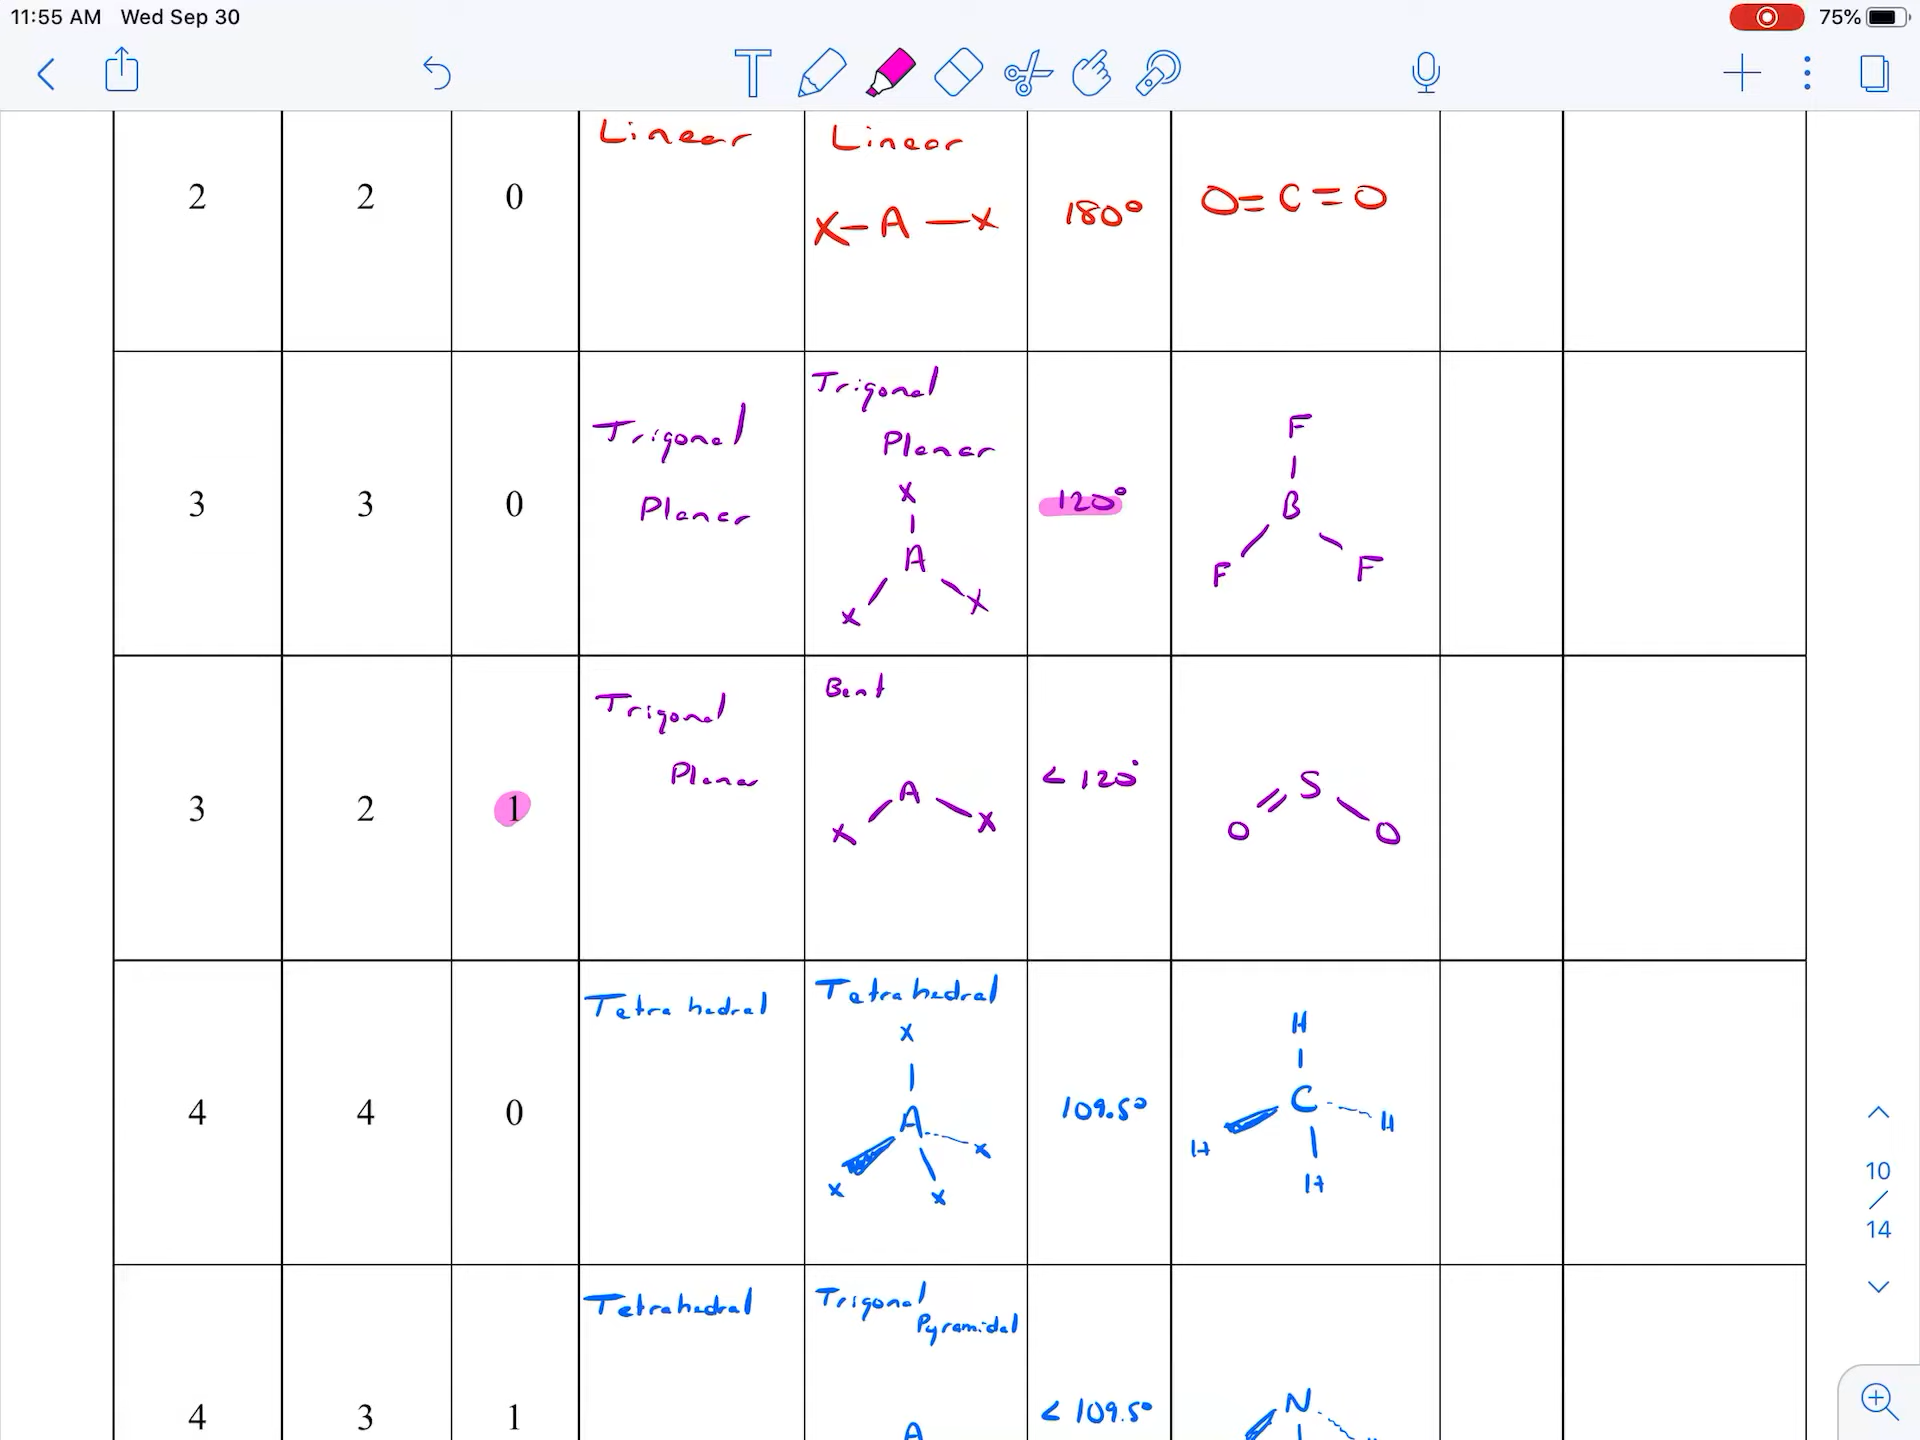 11:55 AM Wed Sep 30
75%
T
Linear
Linear
2 2 0
X-A-X
180°
O=C=O
Trigonal
Planar
Trigonal
Planar
3 3 0
X
A
X X
120°
F
B
F F
Trigonal
Planar
Bent
3 2 1
A
X X
< 120°
S
O O
Tetrahedral
Tetrahedral
4 4 0
X
A
X X X
109.5°
H
C
H H
H
Tetrahedral
Trigonal
Pyramidal
4 3 1
A
< 109.5°
N
10
/
14